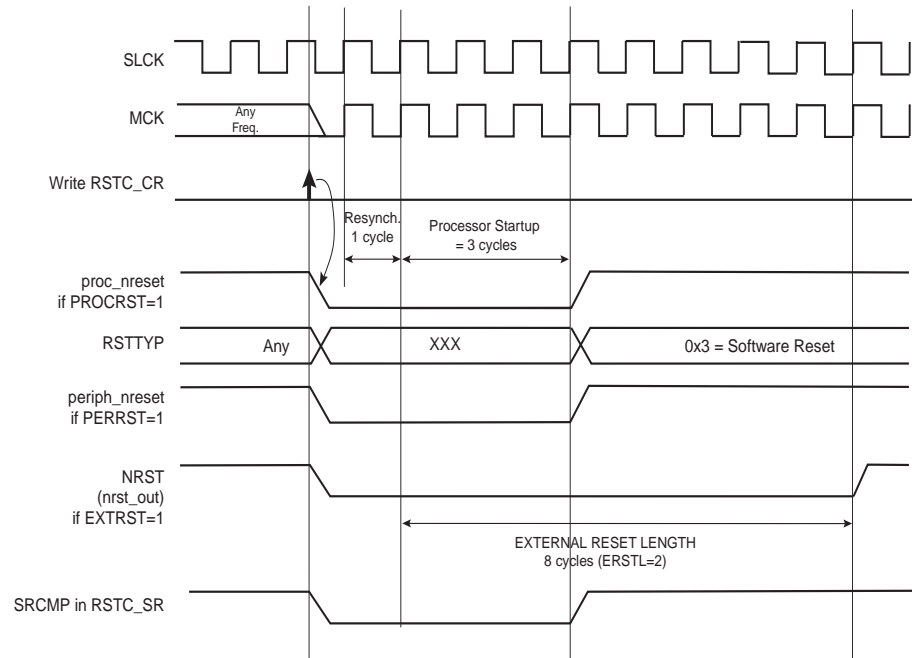 SLCK
MCK
Any
Freq.
Write RSTC_CR
Resynch.
1 cycle
Processor Startup
= 3 cycles
proc_nreset
if PROCRST=1
RSTTYP
Any
XXX
0x3 = Software Reset
periph_nreset
if PERRST=1
NRST
(nrst_out)
if EXTRST=1
EXTERNAL RESET LENGTH
8 cycles (ERSTL=2)
SRCMP in RSTC_SR